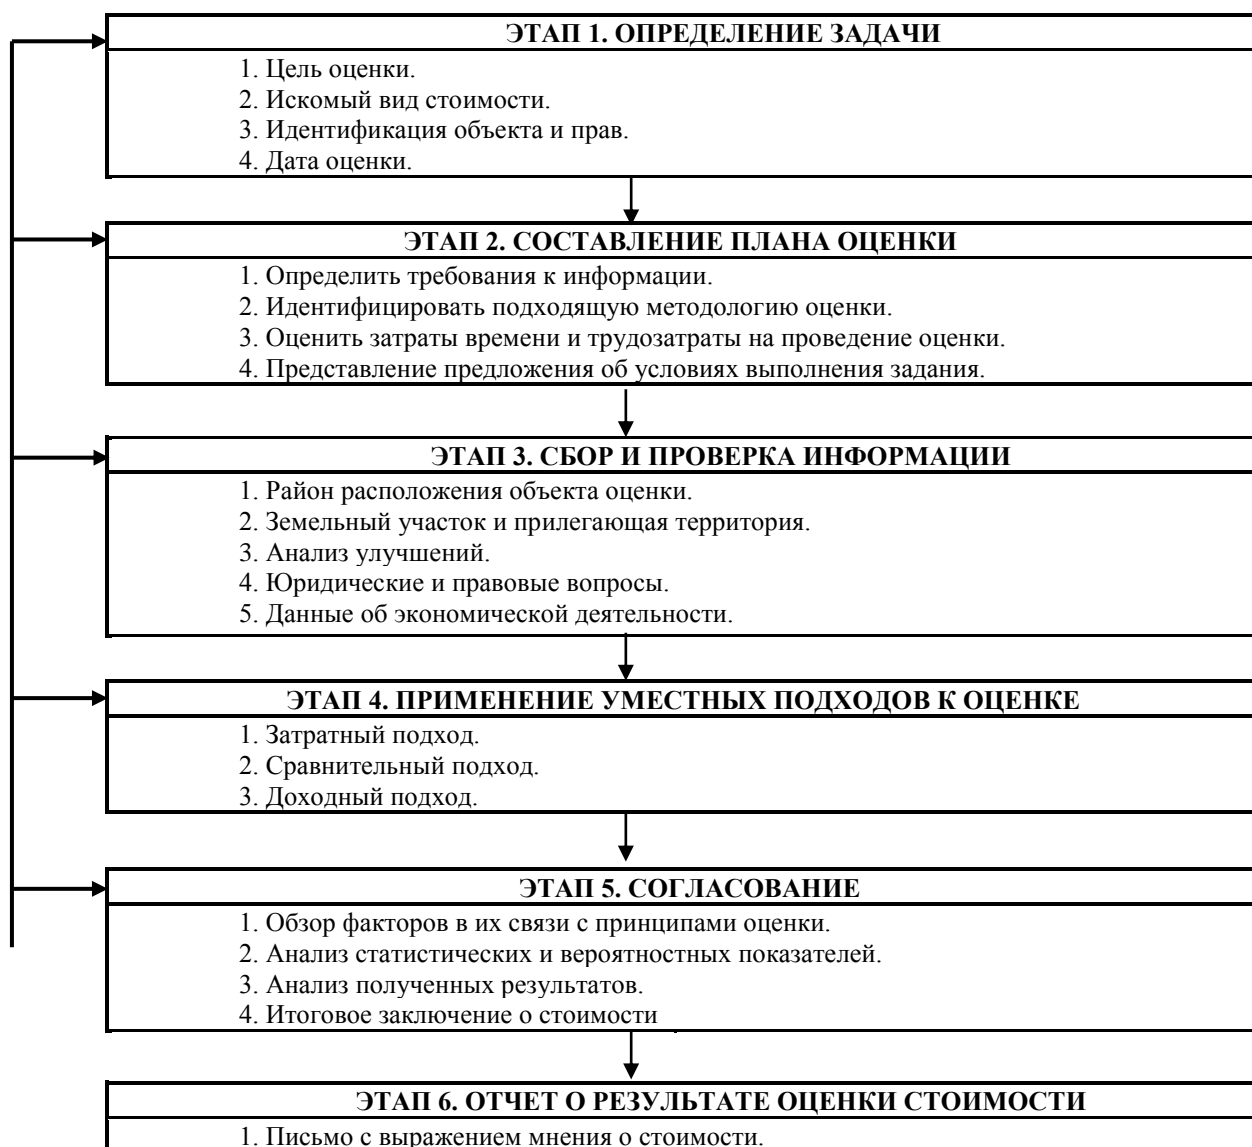 ЭТАП 1. ОПРЕДЕЛЕНИЕ ЗАДАЧИ
1. Цель оценки.
2. Искомый вид стоимости.
3. Идентификация объекта и прав.
4. Дата оценки.
ЭТАП 2. СОСТАВЛЕНИЕ ПЛАНА ОЦЕНКИ
1. Определить требования к информации.
2. Идентифицировать подходящую методологию оценки.
3. Оценить затраты времени и трудозатраты на проведение оценки.
4. Представление предложения об условиях выполнения задания.
ЭТАП 3. СБОР И ПРОВЕРКА ИНФОРМАЦИИ
1. Район расположения объекта оценки.
2. Земельный участок и прилегающая территория.
3. Анализ улучшений.
4. Юридические и правовые вопросы.
5. Данные об экономической деятельности.
ЭТАП 4. ПРИМЕНЕНИЕ УМЕСТНЫХ ПОДХОДОВ К ОЦЕНКЕ
1. Затратный подход.
2. Сравнительный подход.
3. Доходный подход.
ЭТАП 5. СОГЛАСОВАНИЕ
1. Обзор факторов в их связи с принципами оценки.
2. Анализ статистических и вероятностных показателей.
3. Анализ полученных результатов.
4. Итоговое заключение о стоимости
ЭТАП 6. ОТЧЕТ О РЕЗУЛЬТАТЕ ОЦЕНКИ СТОИМОСТИ
1. Письмо с выражением мнения о стоимости.